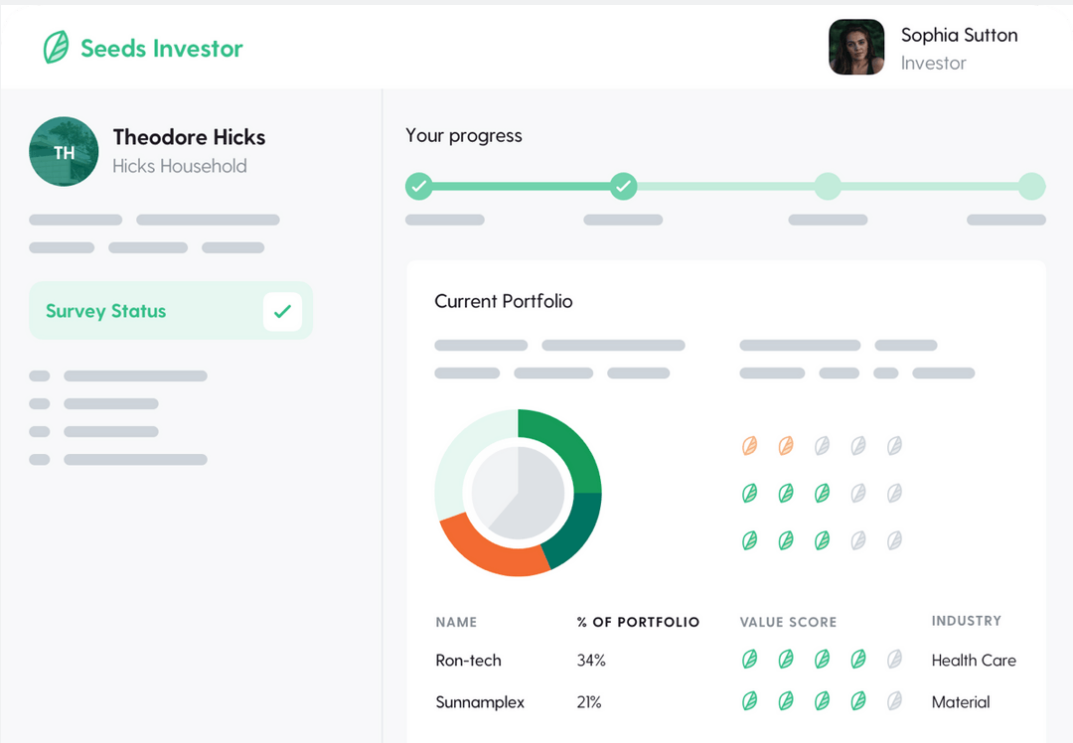 Seeds Investor
Sophia Sutton
Investor
TH
Theodore Hicks
Hicks Household
Survey Status
Your progress
Current Portfolio
NAME % OF PORTFOLIO VALUE SCORE INDUSTRY
Ron-tech 34% Health Care
Sunnamplex 21% Material